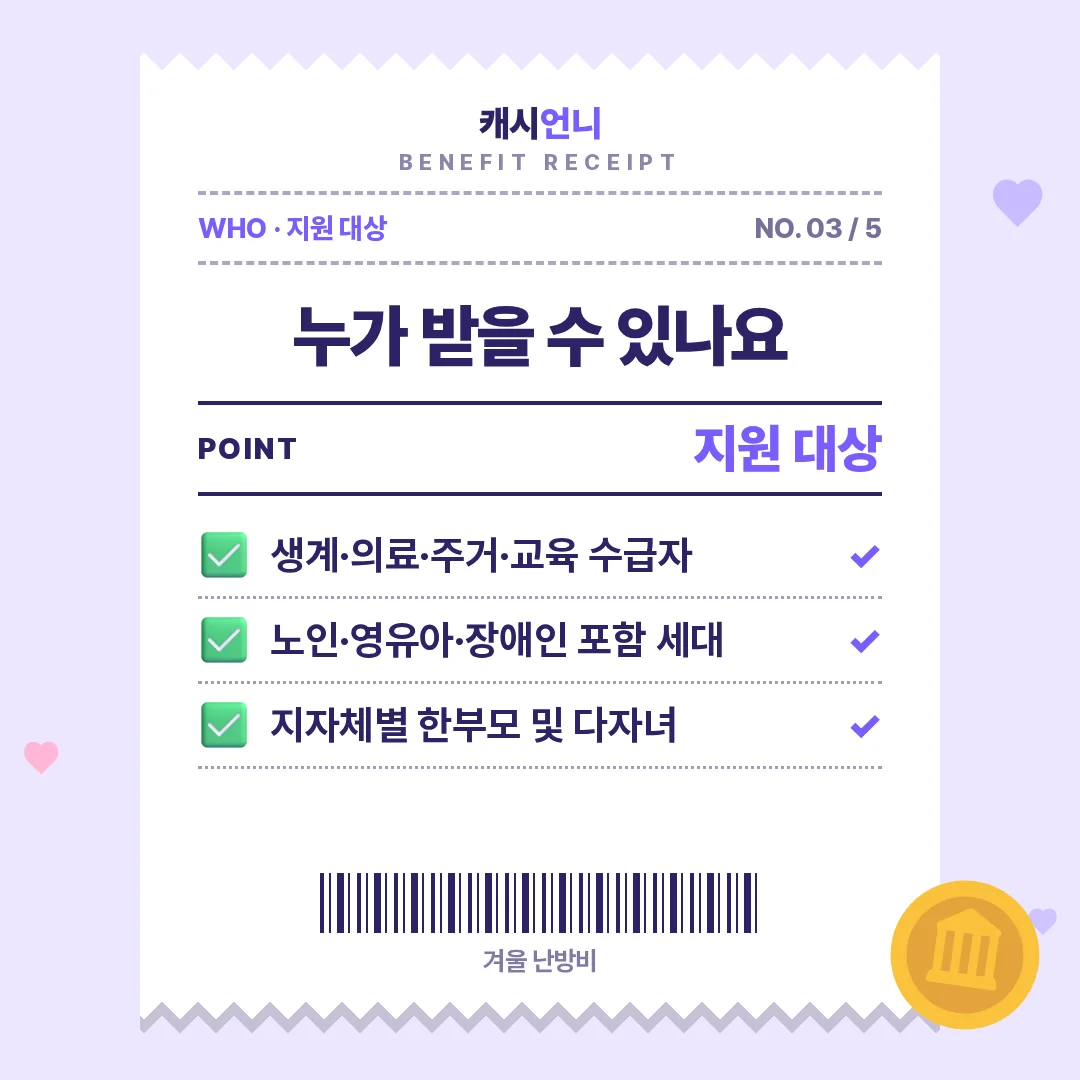 캐시언니
BENEFIT RECEIPT
WHO · 지원 대상
NO. 03 / 5
누가 받을 수 있나요
POINT
지원 대상
생계·의료·주거·교육 수급자
노인·영유아·장애인 포함 세대
지자체별 한부모 및 다자녀
겨울 난방비